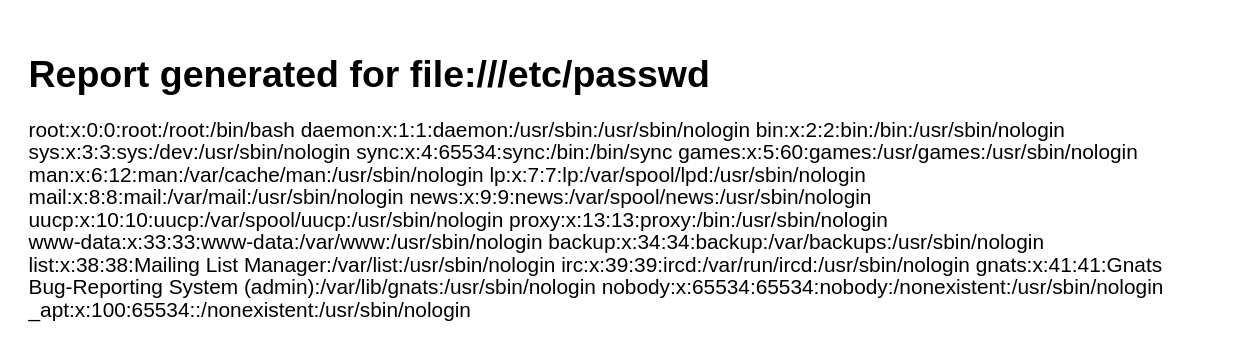 Report generated for file:///etc/passwd
root:x:0:0:root:/root:/bin/bash daemon:x:1:1:daemon:/usr/sbin:/usr/sbin/nologin bin:x:2:2:bin:/bin:/usr/sbin/nologin
sys:x:3:3:sys:/dev:/usr/sbin/nologin sync:x:4:65534:sync:/bin:/bin/sync games:x:5:60:games:/usr/games:/usr/sbin/nologin
man:x:6:12:man:/var/cache/man:/usr/sbin/nologin lp:x:7:7:lp:/var/spool/lpd:/usr/sbin/nologin
mail:x:8:8:mail:/var/mail:/usr/sbin/nologin news:x:9:9:news:/var/spool/news:/usr/sbin/nologin
uucp:x:10:10:uucp:/var/spool/uucp:/usr/sbin/nologin proxy:x:13:13:proxy:/bin:/usr/sbin/nologin
www-data:x:33:33:www-data:/var/www:/usr/sbin/nologin backup:x:34:34:backup:/var/backups:/usr/sbin/nologin
list:x:38:38:Mailing List Manager:/var/list:/usr/sbin/nologin irc:x:39:39:ircd:/var/run/ircd:/usr/sbin/nologin gnats:x:41:41:Gnats
Bug-Reporting System (admin):/var/lib/gnats:/usr/sbin/nologin nobody:x:65534:65534:nobody:/nonexistent:/usr/sbin/nologin
_apt:x:100:65534::/nonexistent:/usr/sbin/nologin